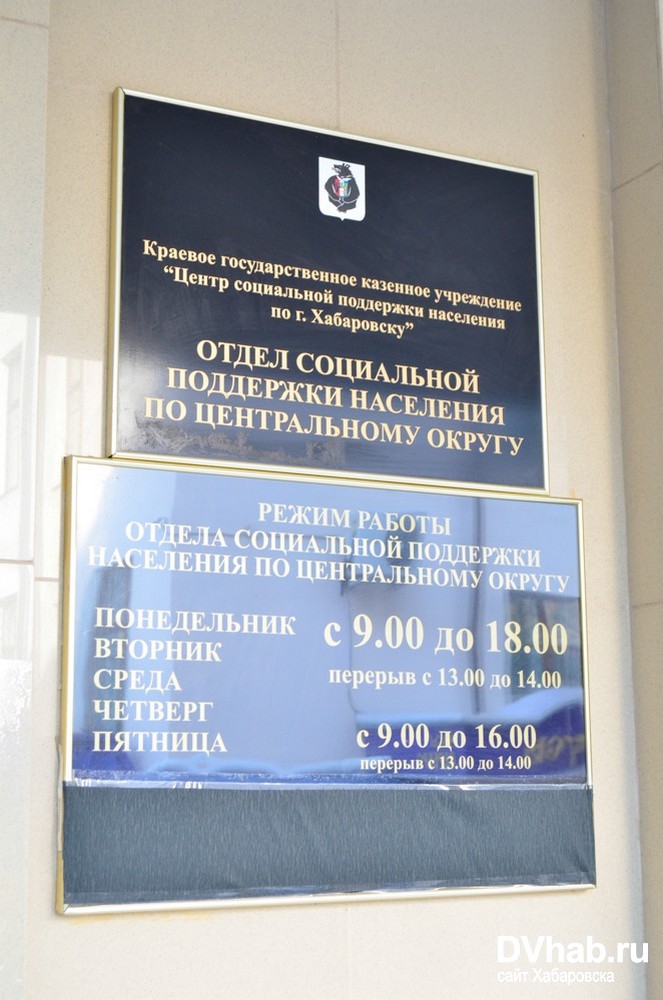 Краевое государственное казенное учреждение
“Центр социальной поддержки населения
по г. Хабаровску”
ОТДЕЛ СОЦИАЛЬНОЙ
ПОДДЕРЖКИ НАСЕЛЕНИЯ
ПО ЦЕНТРАЛЬНОМУ ОКРУГУ
РЕЖИМ РАБОТЫ
ОТДЕЛА СОЦИАЛЬНОЙ ПОДДЕРЖКИ
НАСЕЛЕНИЯ ПО ЦЕНТРАЛЬНОМУ ОКРУГУ
ПОНЕДЕЛЬНИК с 9.00 до 18.00
ВТОРНИК
СРЕДА перерыв с 13.00 до 14.00
ЧЕТВЕРГ
ПЯТНИЦА с 9.00 до 16.00
перерыв с 13.00 до 14.00
DVhab.ru
сайт Хабаровска